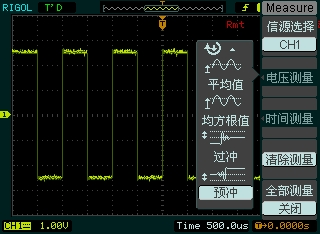 RIGOL T'D
Measure
Rmt
信源选择
CH1
平均值
电压测量
均方根值
时间测量
过冲
清除测量
预冲
全部测量
关闭
1
CH1 1.00V
Time 500.0us
T→0.0000s